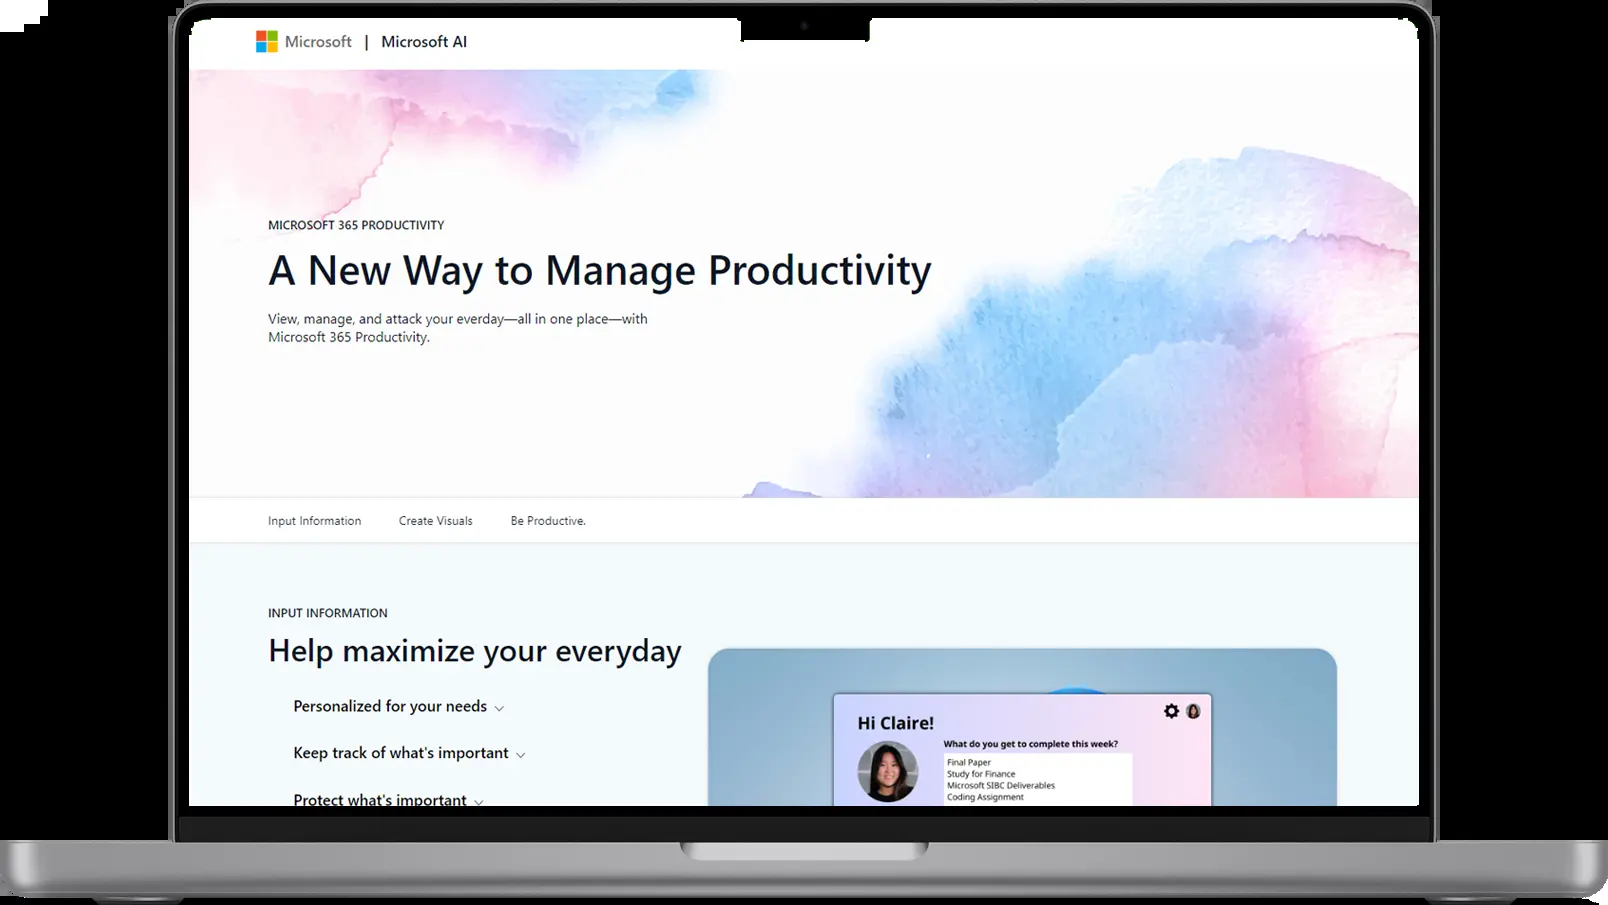 Microsoft | Microsoft AI
MICROSOFT 365 PRODUCTIVITY
A New Way to Manage Productivity
View, manage, and attack your everday—all in one place—with
Microsoft 365 Productivity.
Input Information Create Visuals Be Productive.
INPUT INFORMATION
Help maximize your everyday
Personalized for your needs
Keep track of what's important
Protect what's important
Hi Claire!
What do you get to complete this week?
Final Paper
Study for Finance
Microsoft SIBC Deliverables
Coding Assignment